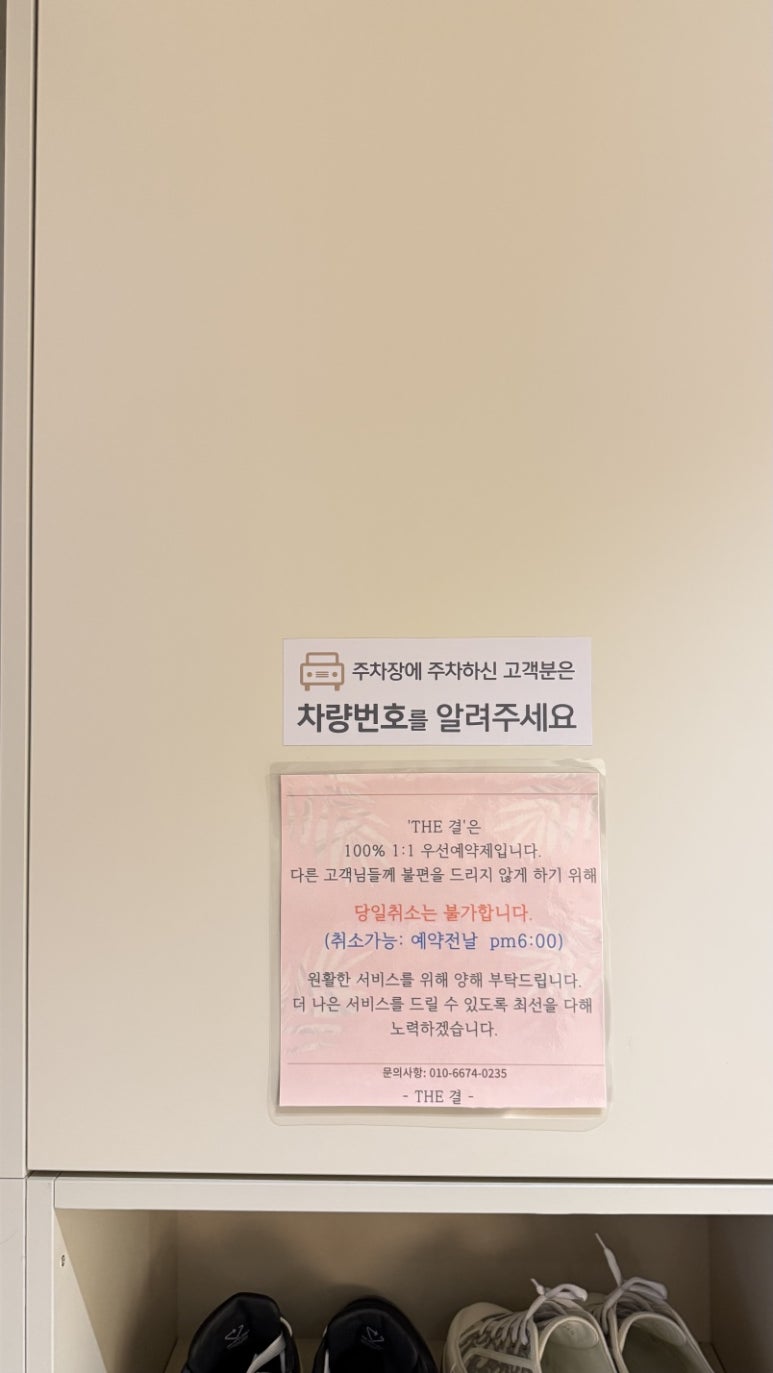 주차장에 주차하신 고객분은
차량번호를 알려주세요
'THE 결'은
100% 1:1 우선예약제입니다.
다른 고객님들께 불편을 드리지 않게 하기 위해
당일취소는 불가합니다.
(취소가능: 예약전날 pm6:00)
원활한 서비스를 위해 양해 부탁드립니다.
더 나은 서비스를 드릴 수 있도록 최선을 다해
노력하겠습니다.
문의사항: 010-6674-0235
- THE 결 -